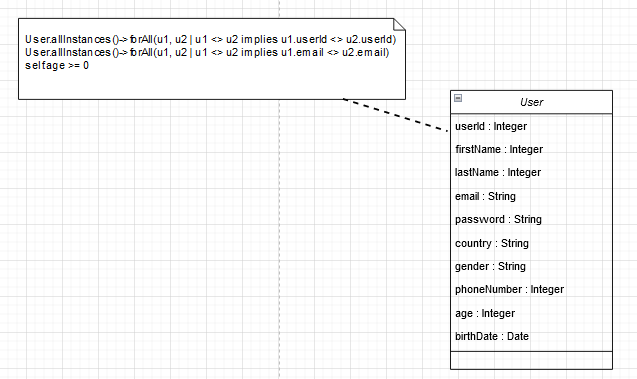 User.allInstances()->forAll(u1, u2 | u1 <> u2 implies u1.userId <> u2.userId)
User.allInstances()->forAll(u1, u2 | u1 <> u2 implies u1.email <> u2.email)
self.age >= 0
User
userId : Integer
firstName : Integer
lastName : Integer
email : String
password : String
country : String
gender : String
phoneNumber : Integer
age : Integer
birthDate : Date